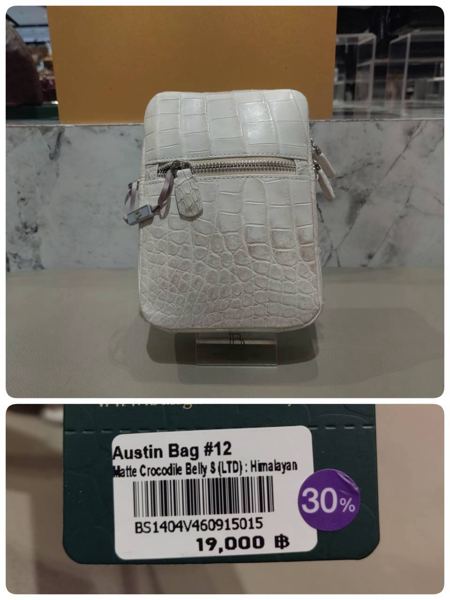 Austin Bag #12
Matte Crocodile Belly $ (LTD) : Himalayan
30%
BS1404V460915015
19,000 ฿